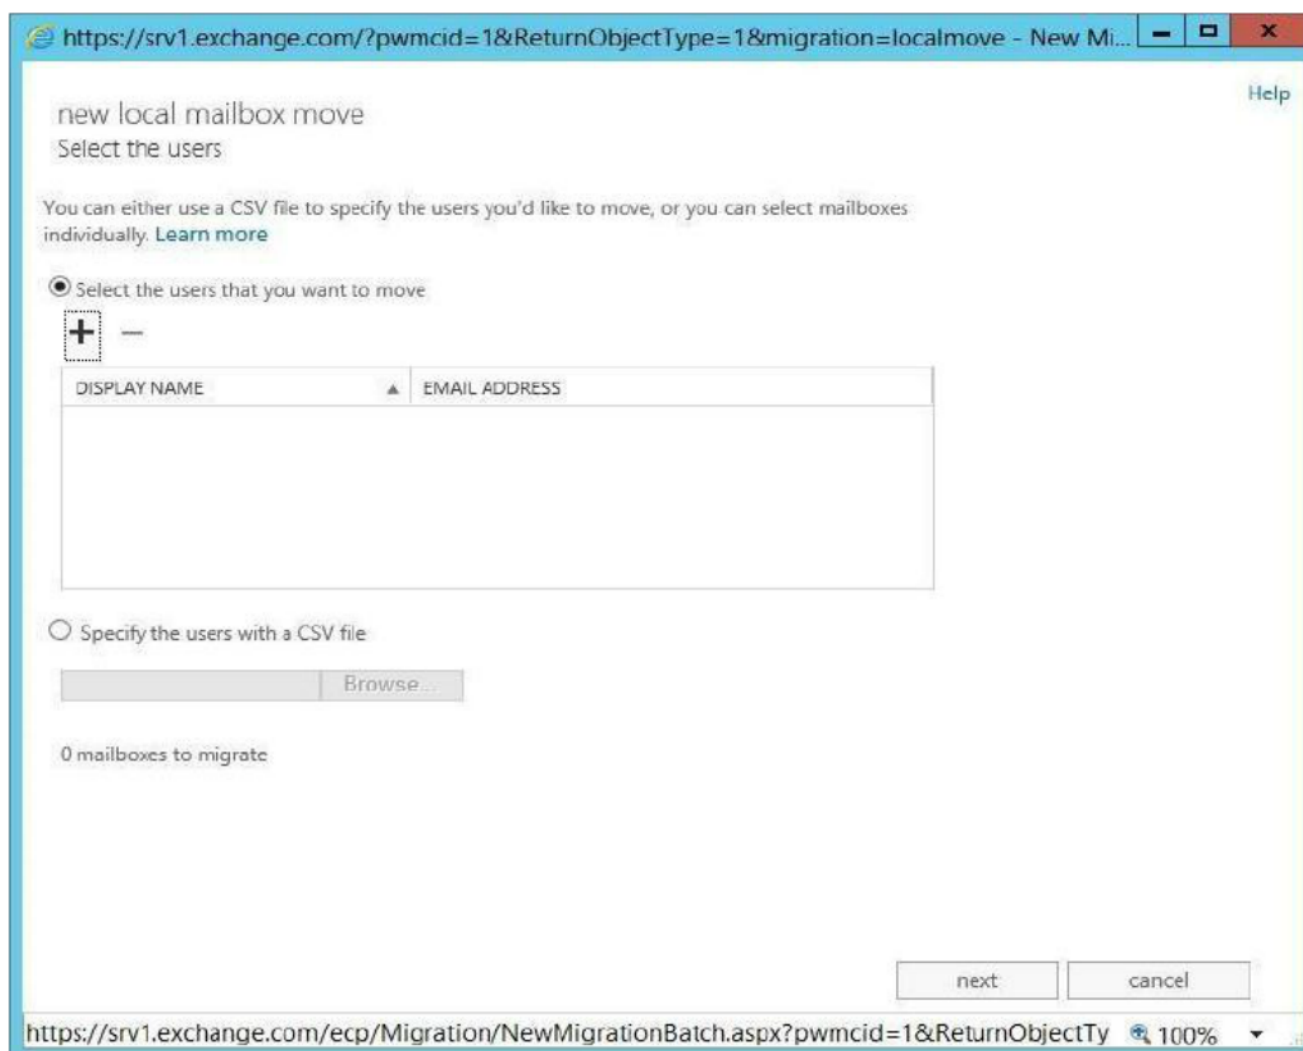 https://srv1.exchange.com/?pwmcid=1&ReturnObjectType=1&migration=localmove - New Mi...
Help
new local mailbox move
Select the users
You can either use a CSV file to specify the users you'd like to move, or you can select mailboxes
individually. Learn more
Select the users that you want to move
DISPLAY NAME EMAIL ADDRESS
Specify the users with a CSV file
Browse...
0 mailboxes to migrate
next cancel
https://srv1.exchange.com/ecp/Migration/NewMigrationBatch.aspx?pwmcid=1&ReturnObjectTy 100%